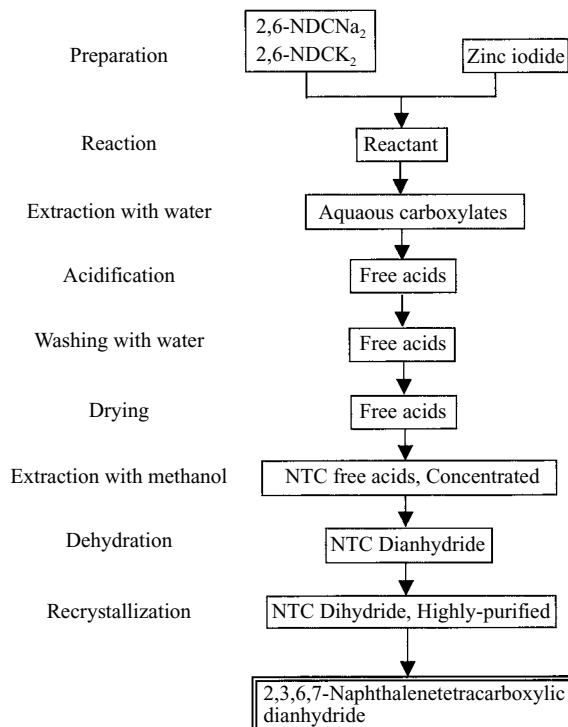 2,6-NDCNa₂
Preparation
2,6-NDCK₂
Zinc iodide
Reaction
Reactant
Extraction with water
Aquaous carboxylates
Acidification
Free acids
Washing with water
Free acids
Drying
Free acids
Extraction with methanol
NTC free acids, Concentrated
Dehydration
NTC Dianhydride
Recrystallization
NTC Dihydride, Highly-purified
2,3,6,7-Naphthalenetetracarboxylic
dianhydride